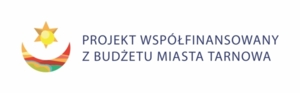 PROJEKT WSPÓŁFINANSOWANY
Z BUDŻETU MIASTA TARNOWA